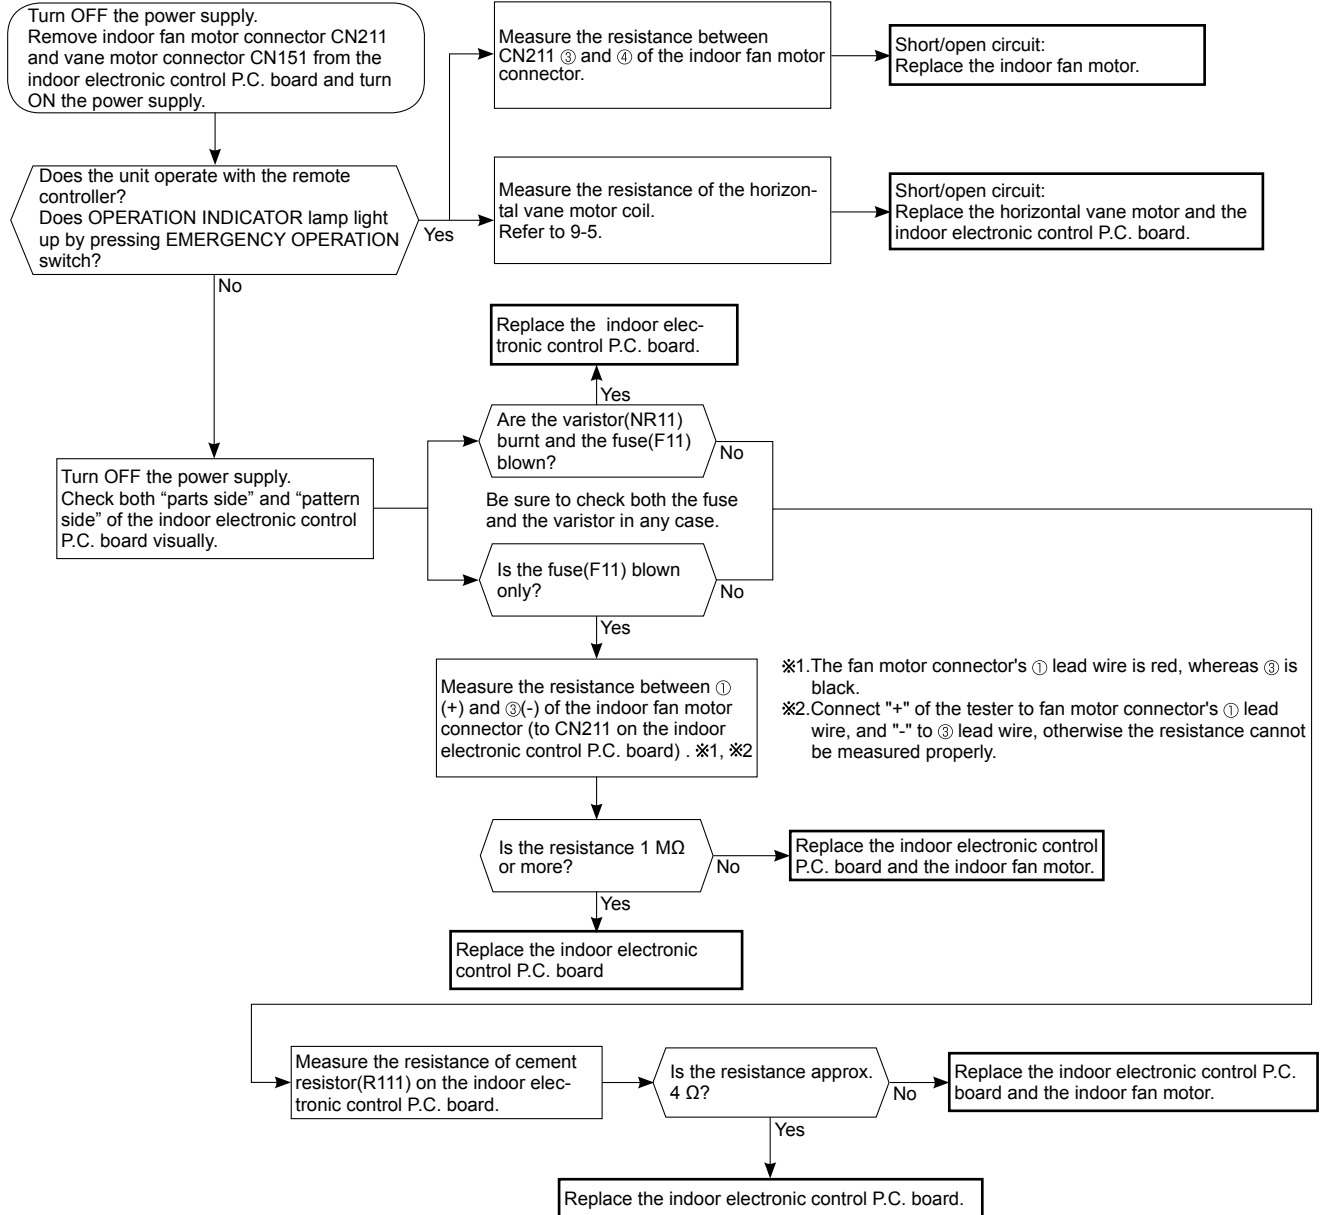 Turn OFF the power supply.
Remove indoor fan motor connector CN211
and vane motor connector CN151 from the
indoor electronic control P.C. board and turn
ON the power supply.
Measure the resistance between
CN211 ③ and ④ of the indoor fan motor
connector.
Short/open circuit:
Replace the indoor fan motor.
Does the unit operate with the remote
controller?
Does OPERATION INDICATOR lamp light
up by pressing EMERGENCY OPERATION
switch?
Yes
Measure the resistance of the horizon-
tal vane motor coil.
Refer to 9-5.
Short/open circuit:
Replace the horizontal vane motor and the
indoor electronic control P.C. board.
No
Replace the indoor elec-
tronic control P.C. board.
Yes
Are the varistor(NR11)
burnt and the fuse(F11)
blown?
No
Turn OFF the power supply.
Check both “parts side” and “pattern
side” of the indoor electronic control
P.C. board visually.
Be sure to check both the fuse
and the varistor in any case.
Is the fuse(F11) blown
only?
No
Yes
Measure the resistance between ①
(+) and ③(-) of the indoor fan motor
connector (to CN211 on the indoor
electronic control P.C. board) . ※1, ※2
※1.The fan motor connector's ① lead wire is red, whereas ③ is
black.
※2.Connect "+" of the tester to fan motor connector's ① lead
wire, and "-" to ③ lead wire, otherwise the resistance cannot
be measured properly.
Is the resistance 1 MΩ
or more?
No
Replace the indoor electronic control
P.C. board and the indoor fan motor.
Yes
Replace the indoor electronic
control P.C. board
Measure the resistance of cement
resistor(R111) on the indoor elec-
tronic control P.C. board.
Is the resistance approx.
4 Ω?
No
Replace the indoor electronic control P.C.
board and the indoor fan motor.
Yes
Replace the indoor electronic control P.C. board.